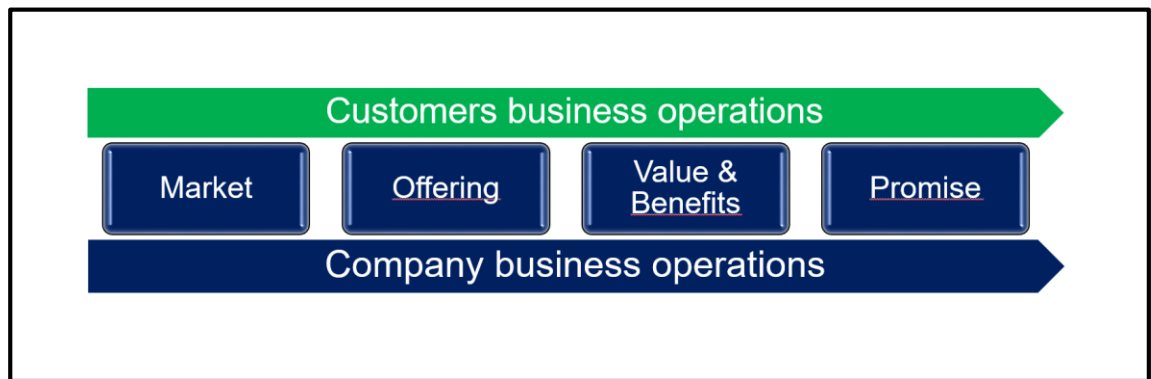 Customers business operations
Market
Offering
Value &
Benefits
Promise
Company business operations